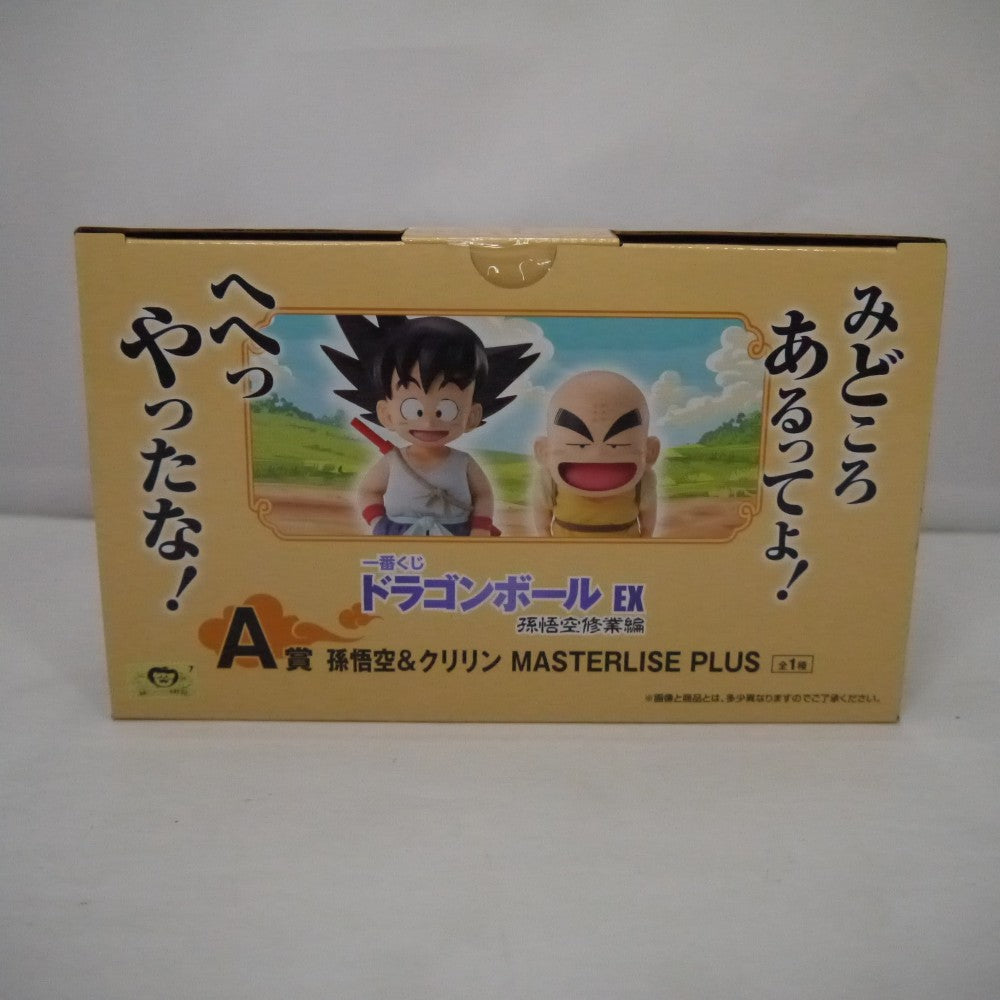 みどころ
あるってよ!
へへっ
やったな!
一番くじ
ドラゴンボール EX
孫悟空修業編
A賞 孫悟空&クリリン MASTERLISE PLUS 全1種
※画像と商品とは、多少異なりますのでご了承ください。